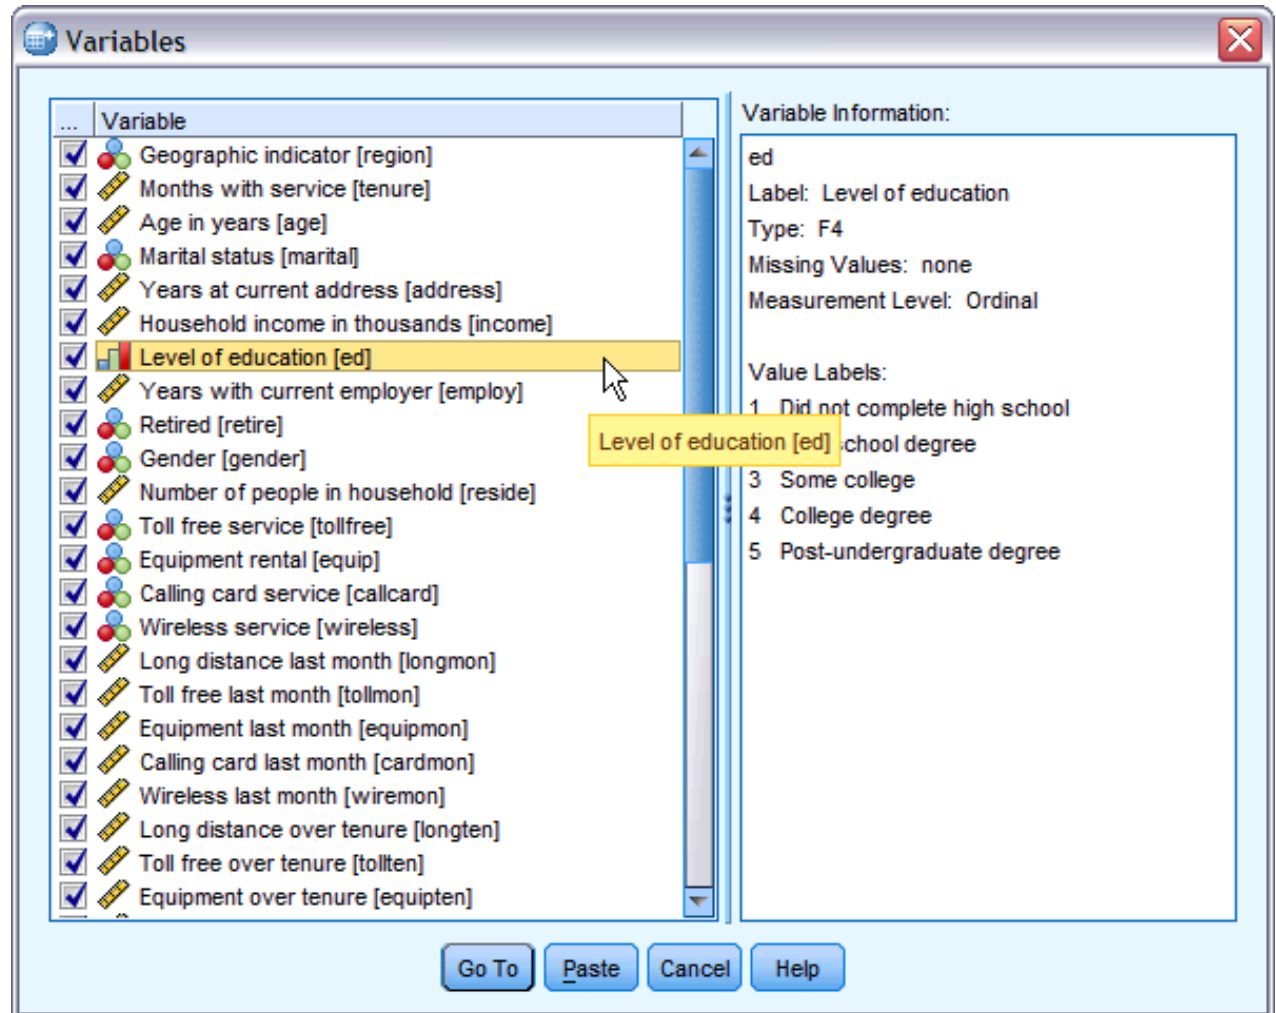 Variables
... Variable
Geographic indicator [region]
Months with service [tenure]
Age in years [age]
Marital status [marital]
Years at current address [address]
Household income in thousands [income]
Level of education [ed]
Years with current employer [employ]
Retired [retire]
Gender [gender]
Number of people in household [reside]
Toll free service [tollfree]
Equipment rental [equip]
Calling card service [callcard]
Wireless service [wireless]
Long distance last month [longmon]
Toll free last month [tollmon]
Equipment last month [equipmon]
Calling card last month [cardmon]
Wireless last month [wiremon]
Long distance over tenure [longten]
Toll free over tenure [tollten]
Equipment over tenure [equipten]
Level of education [ed]
Variable Information:
ed
Label: Level of education
Type: F4
Missing Values: none
Measurement Level: Ordinal
Value Labels:
1 Did not complete high school
school degree
3 Some college
4 College degree
5 Post-undergraduate degree
Go To
Paste
Cancel
Help